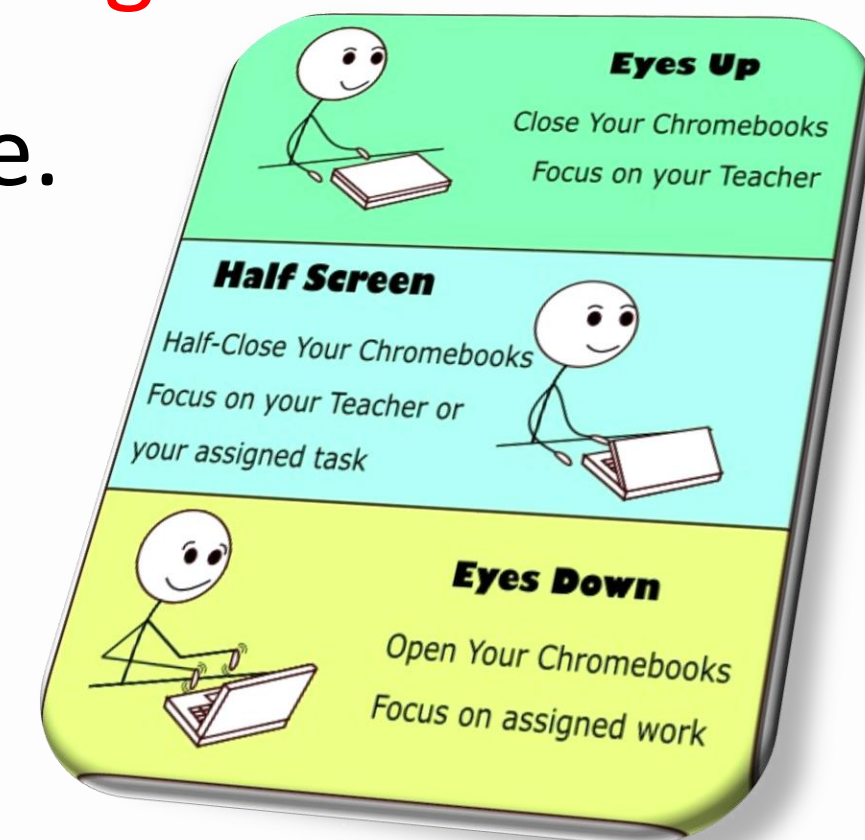 g
e.
Eyes Up
Close Your Chromebooks
Focus on your Teacher
Half Screen
Half-Close Your Chromebooks
Focus on your Teacher or
your assigned task
Eyes Down
Open Your Chromebooks
Focus on assigned work